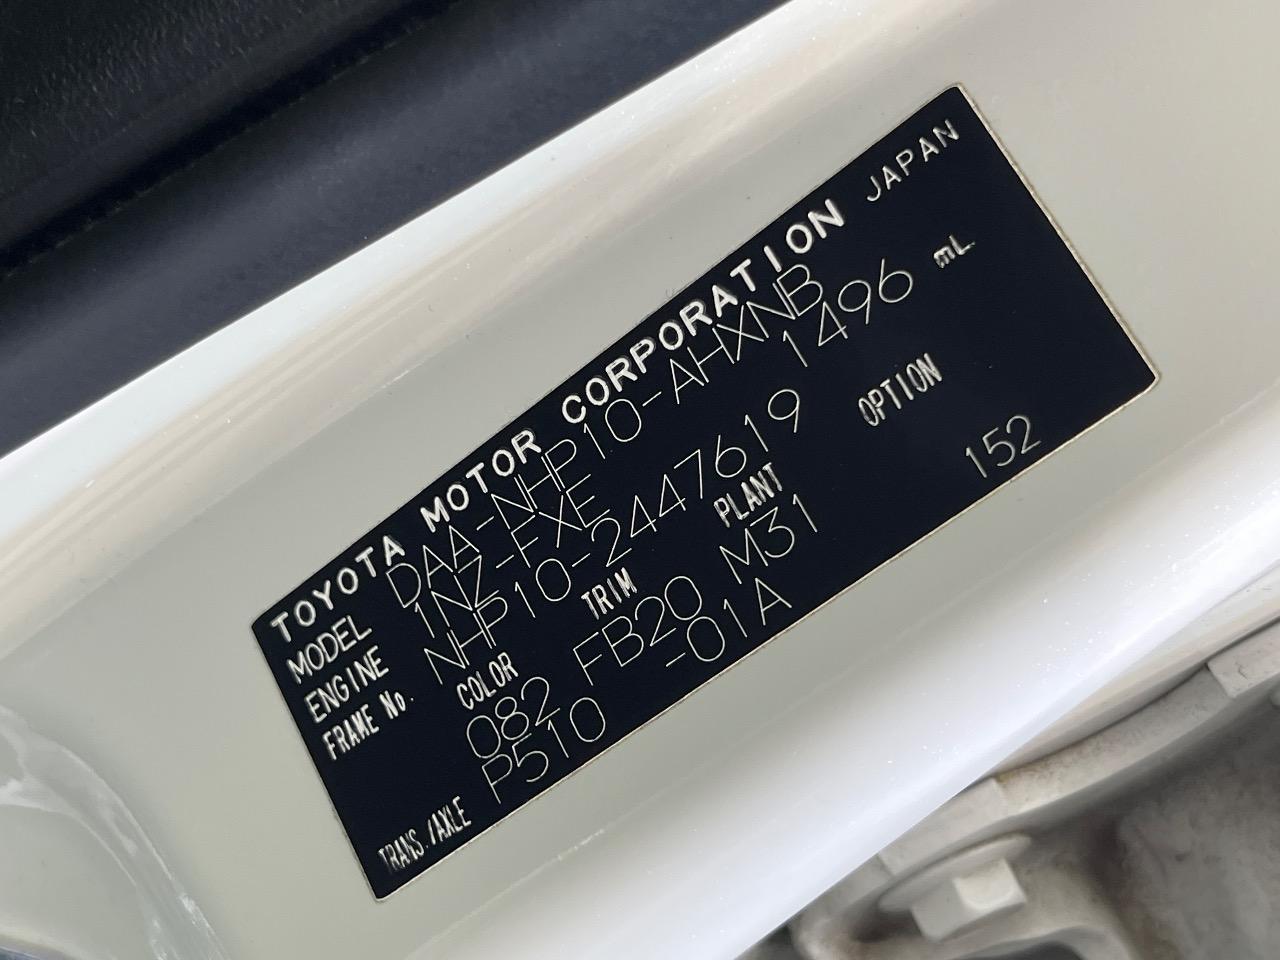 TOYOTA MOTOR CORPORATION JAPAN
MODEL DAA-NHP10-AHXNB
ENGINE 1NZ-FXE 1496 mL
FRAME No. NHP10-2447619
COLOR TRIM PLANT OPTION
082 FB20 M31 152
TRANS./AXLE P510 -01A